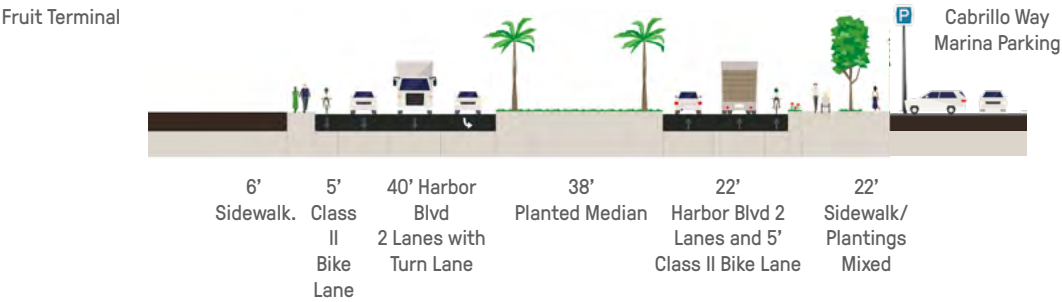 Fruit Terminal
P
Cabrillo Way
Marina Parking
6’
Sidewalk.
5’
Class
II
Bike
Lane
40’ Harbor
Blvd
2 Lanes with
Turn Lane
38’
Planted Median
22’
Harbor Blvd 2
Lanes and 5’
Class II Bike Lane
22’
Sidewalk/
Plantings
Mixed